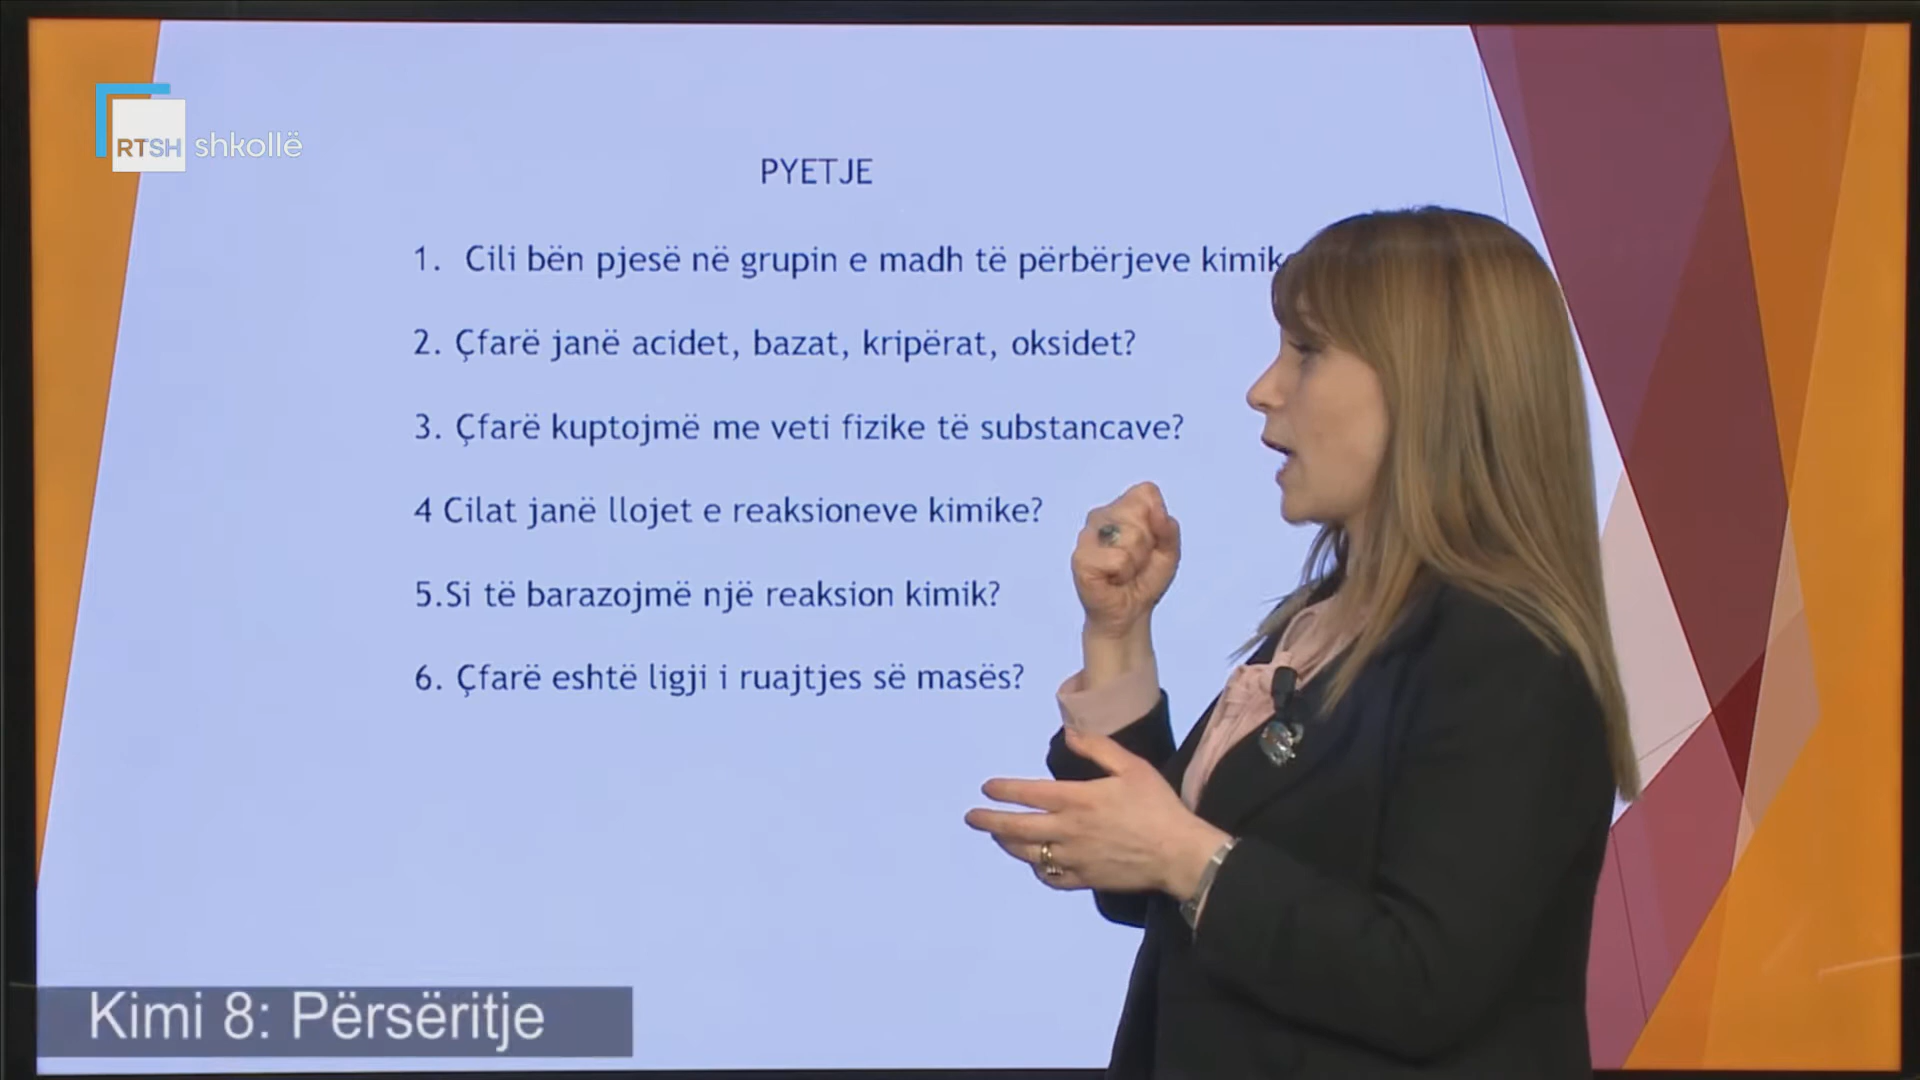 RTSH shkollë
PYETJE
1. Cili bën pjesë në grupin e madh të përbërjeve
2. Çfarë janë acidet, bazat, kripërat, oksidet?
3. Çfarë kuptojmë me veti fizike të substancave?
4 Cilat janë llojet e reaksioneve kimike?
5.Si të barazojmë një reaksion kimik?
6. Çfarë eshtë ligji i ruajtjes së masës?
Kimi 8: Përsëritje